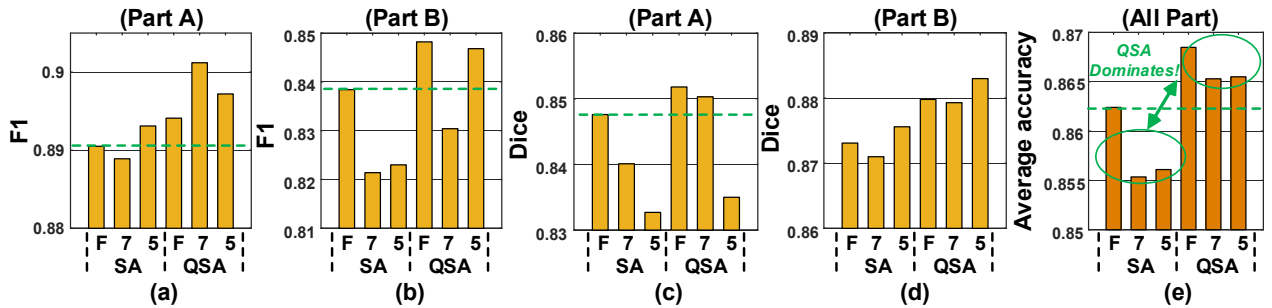 (Part A)
F1
0.9
0.89
0.88
F 7 5 F 7 5
SA QSA
(a)
(Part B)
F1
0.85
0.84
0.83
0.82
0.81
F 7 5 F 7 5
SA QSA
(b)
(Part A)
Dice
0.86
0.85
0.84
0.83
F 7 5 F 7 5
SA QSA
(c)
(Part B)
Dice
0.89
0.88
0.87
0.86
F 7 5 F 7 5
SA QSA
(d)
(All Part)
Average accuracy
0.87
0.865
0.86
0.855
0.85
QSA
Dominates!
F 7 5 F 7 5
SA QSA
(e)